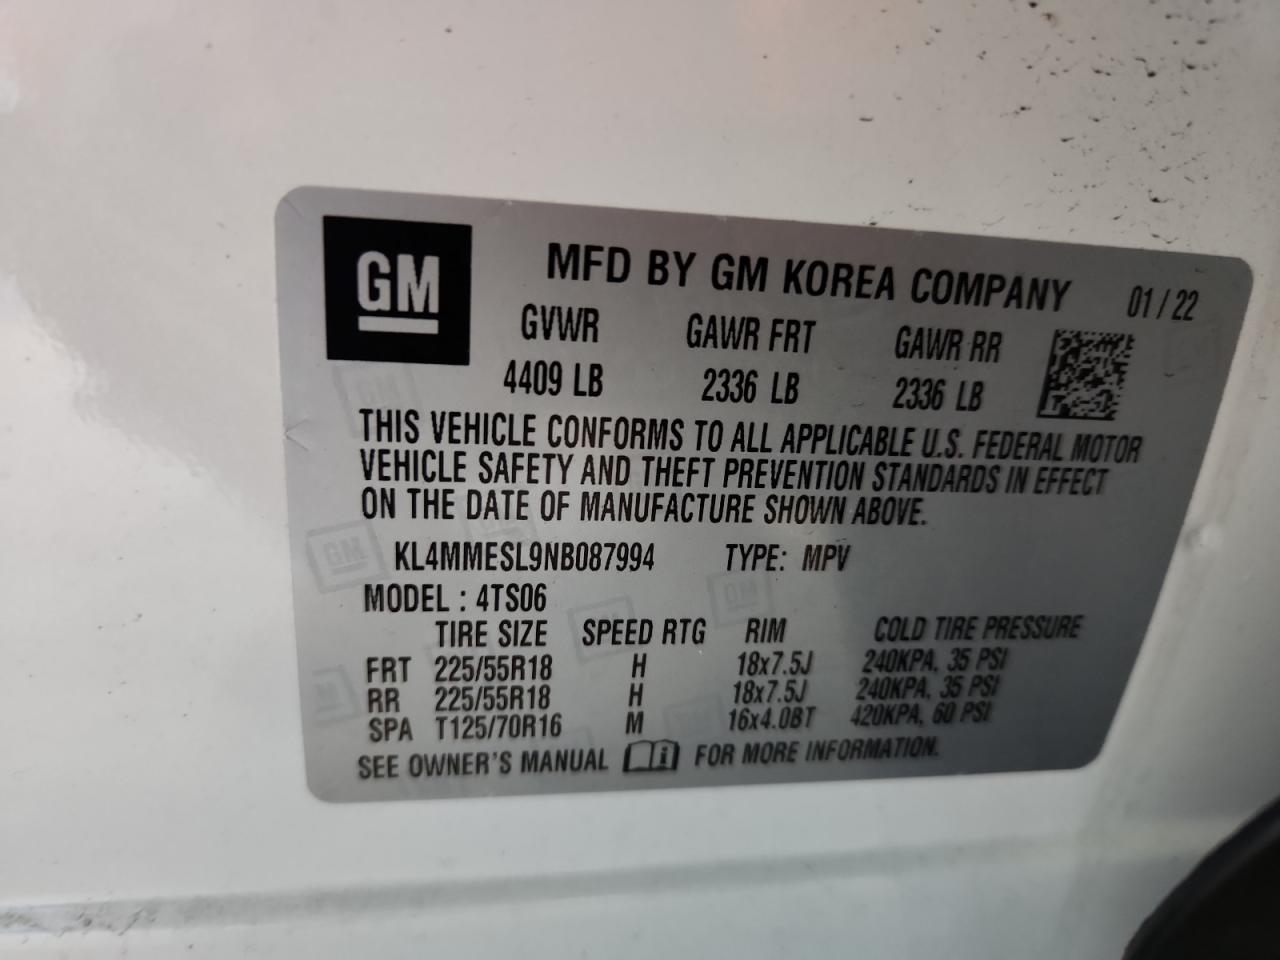 GM
MFD BY GM KOREA COMPANY 01/22
GVWR GAWR FRT GAWR RR
4409 LB 2336 LB 2336 LB
THIS VEHICLE CONFORMS TO ALL APPLICABLE U.S. FEDERAL MOTOR
VEHICLE SAFETY AND THEFT PREVENTION STANDARDS IN EFFECT
ON THE DATE OF MANUFACTURE SHOWN ABOVE.
KL4MMESL9NB087994 TYPE: MPV
MODEL : 4TS06
TIRE SIZE SPEED RTG RIM COLD TIRE PRESSURE
FRT 225/55R18 H 18x7.5J 240KPA, 35 PSI
RR 225/55R18 H 18x7.5J 240KPA, 35 PSI
SPA T125/70R16 M 16x4.0BT 420KPA, 60 PSI
SEE OWNER'S MANUAL i FOR MORE INFORMATION.